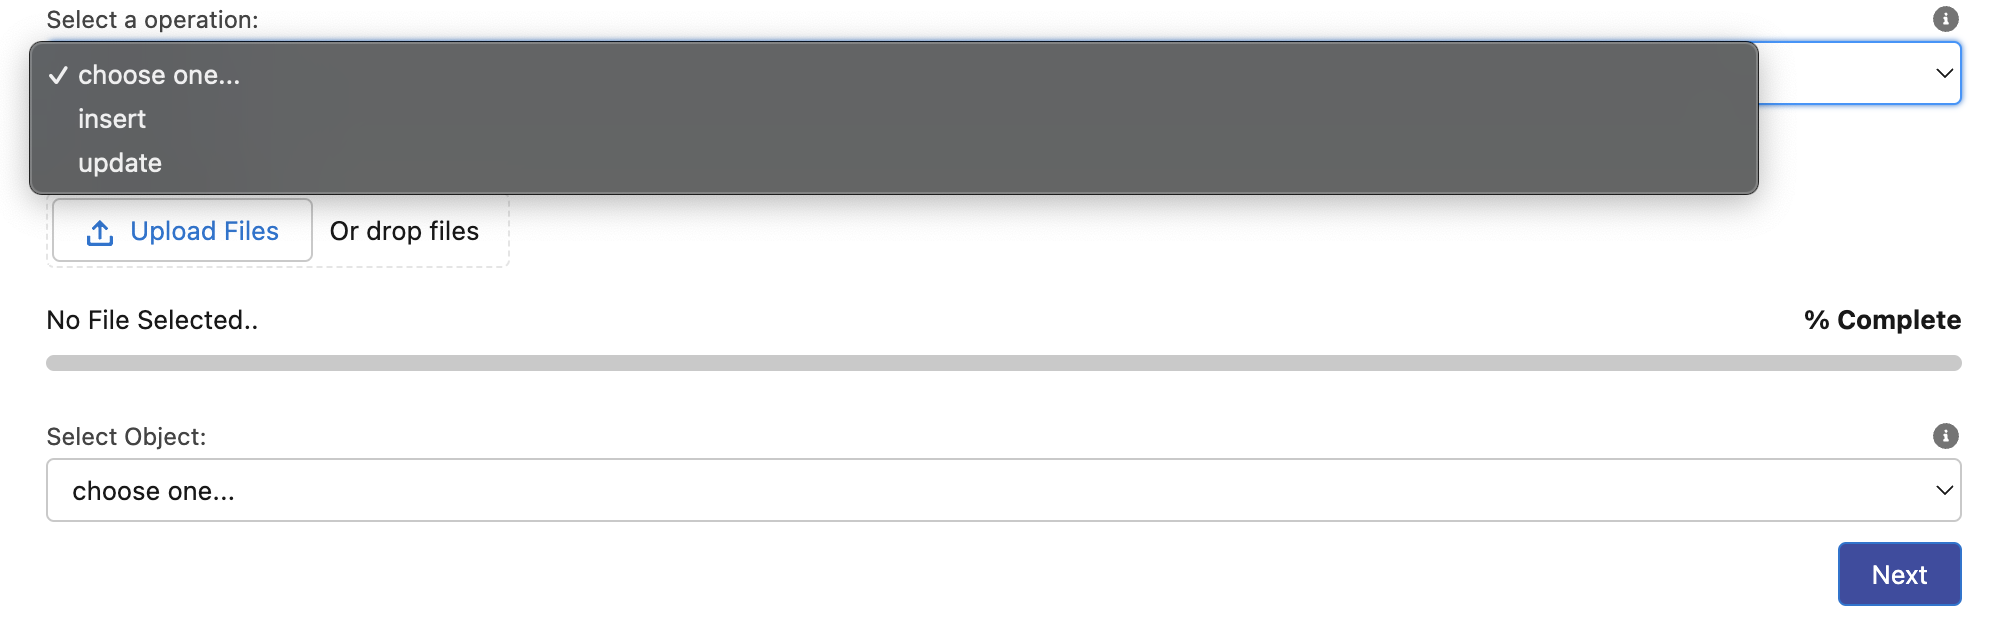 Select a operation:
choose one...
insert
update
Upload Files
Or drop files
No File Selected..
% Complete
Select Object:
choose one...
Next